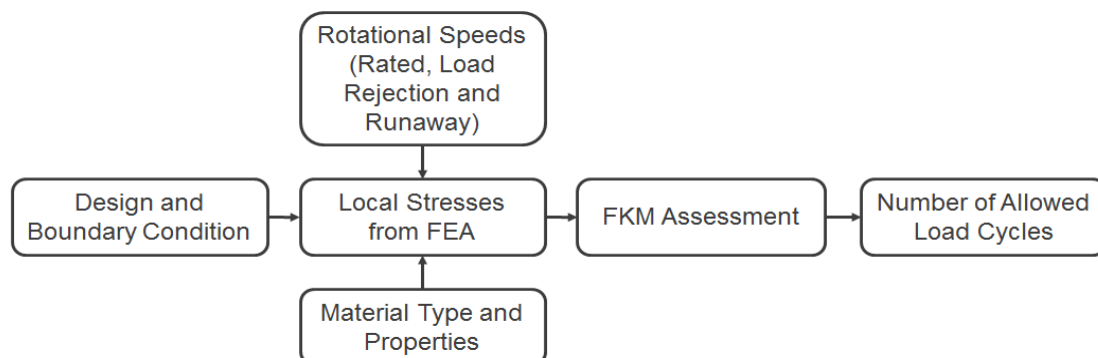 Rotational Speeds
(Rated, Load
Rejection and
Runaway)
Design and
Boundary Condition
Local Stresses
from FEA
FKM Assessment
Number of Allowed
Load Cycles
Material Type and
Properties